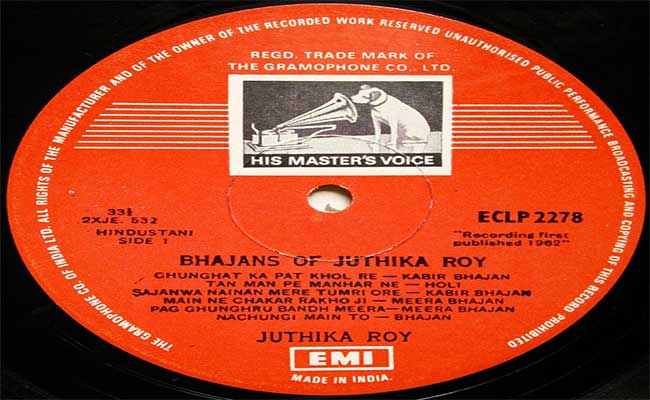 THE GRAMOPHONE CO. OF INDIA LTD. ALL RIGHTS OF THE MANUFACTURER AND OF THE OWNER OF THE RECORDED WORK RESERVED UNAUTHORISED PUBLIC PERFORMANCE BROADCASTING AND COPYING OF THIS RECORD PROHIBITED
REGD. TRADE MARK OF
THE GRAMOPHONE CO., LTD.
HIS MASTER'S VOICE
33⅓
2XJE. 532
HINDUSTANI
SIDE 1
ECLP 2278
"Recording first
published 1962"
BHAJANS OF JUTHIKA ROY
GHUNGHAT KA PAT KHOL RE — KABIR BHAJAN
TAN MAN PE MANHAR NE — HOLI
SAJANWA NAINAN MERE TUMRI ORE — KABIR BHAJAN
MAIN NE CHAKAR RAKHO JI — MEERA BHAJAN
PAG GHUNGHRU BANDH MEERA — MEERA BHAJAN
NACHUNGI MAIN TO — BHAJAN
JUTHIKA ROY
EMI
MADE IN INDIA.